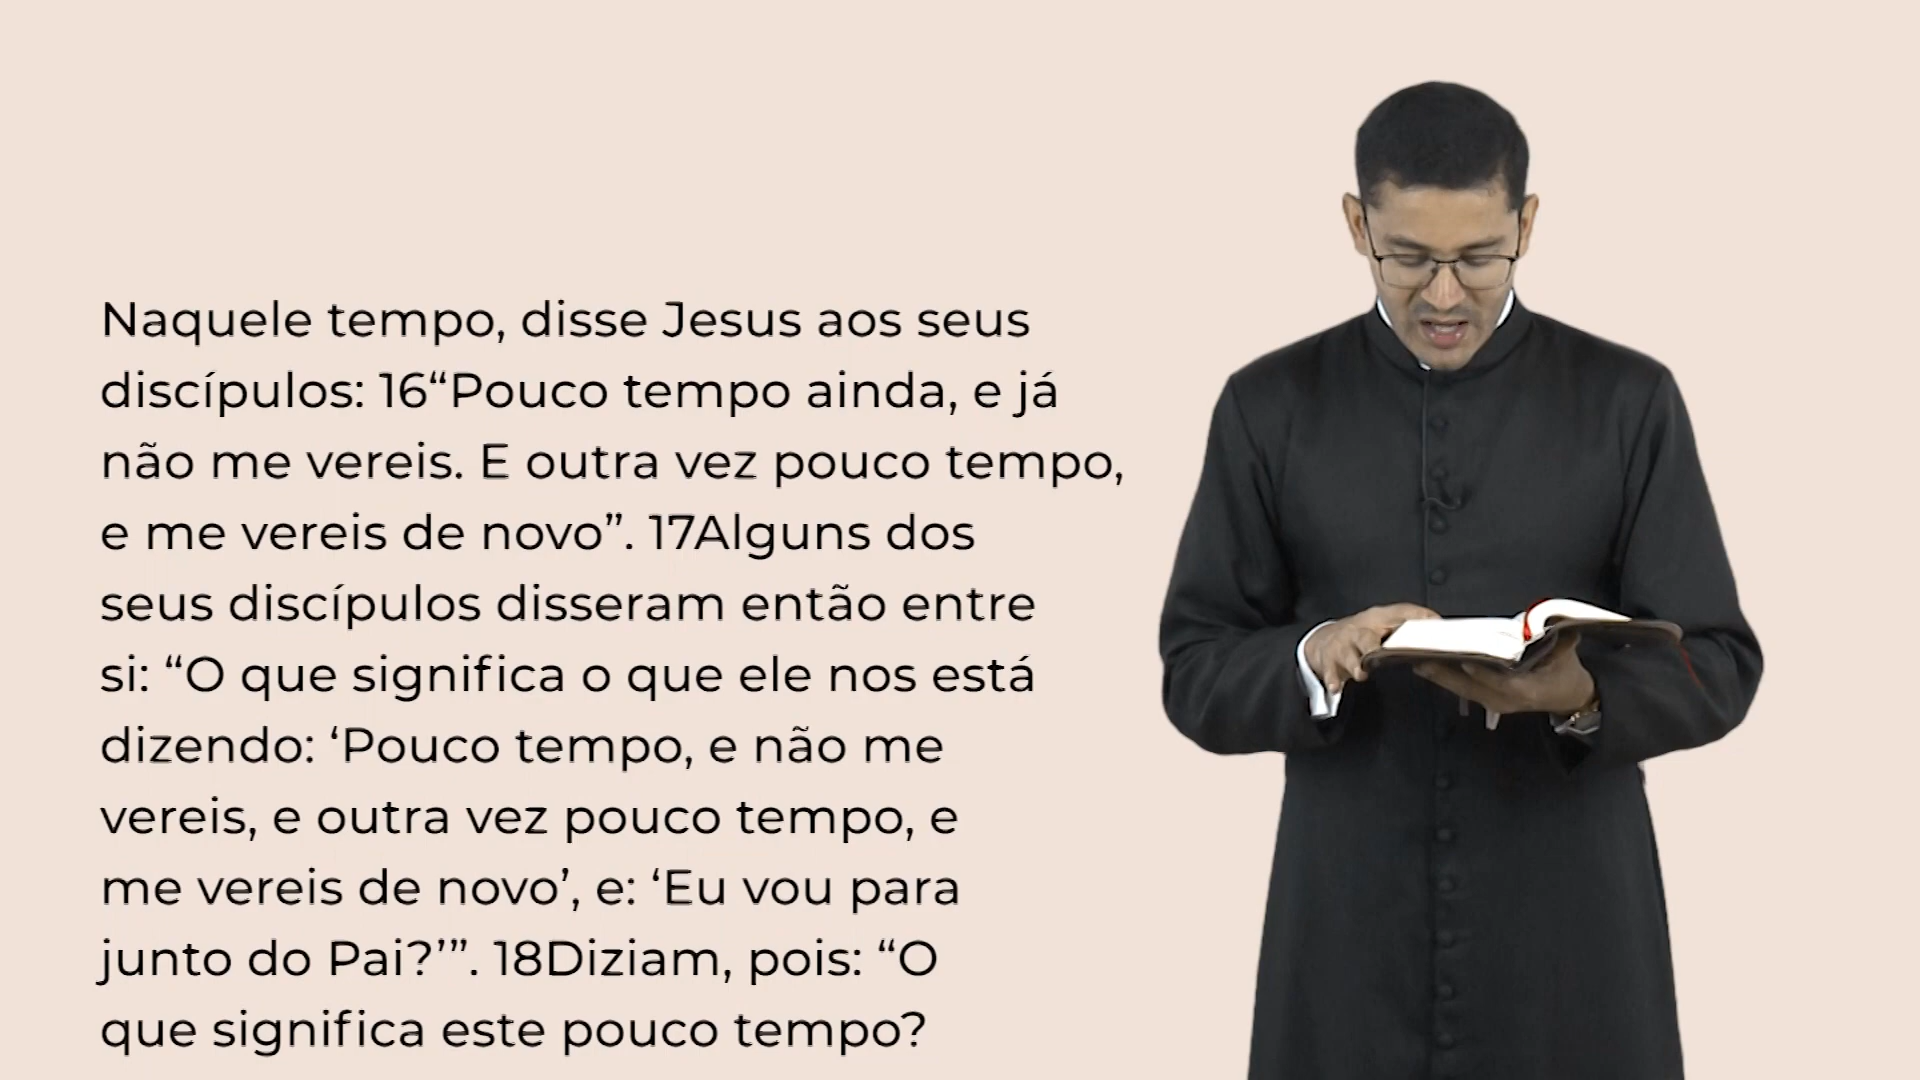 Naquele tempo, disse Jesus aos seus
discípulos: 16“Pouco tempo ainda, e já
não me vereis. E outra vez pouco tempo,
e me vereis de novo”. 17Alguns dos
seus discípulos disseram então entre
si: “O que significa o que ele nos está
dizendo: ‘Pouco tempo, e não me
vereis, e outra vez pouco tempo, e
me vereis de novo’, e: ‘Eu vou para
junto do Pai?’”. 18Diziam, pois: “O
que significa este pouco tempo?